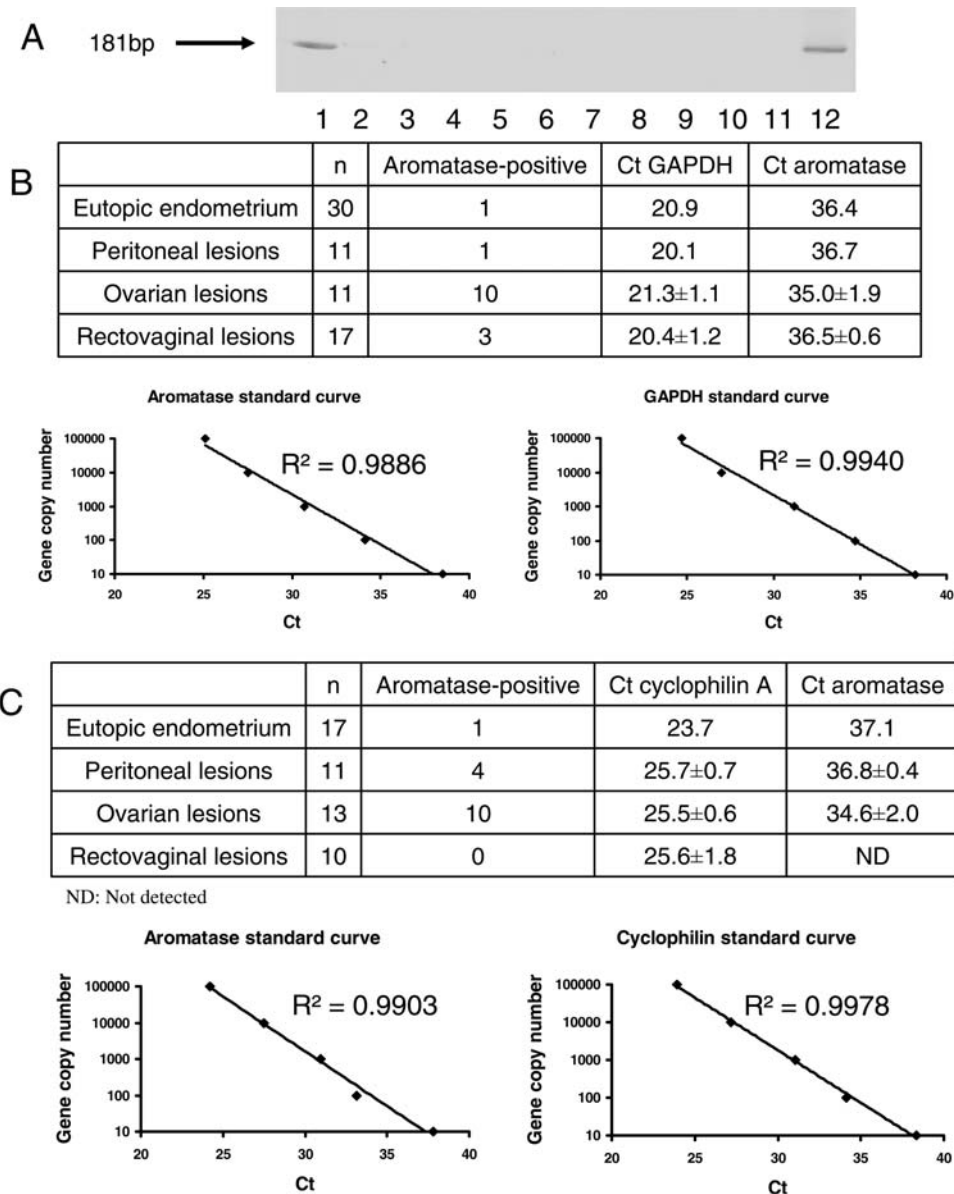 A 181bp
1 2 3 4 5 6 7 8 9 10 11 12
B
n Aromatase-positive Ct GAPDH Ct aromatase
Eutopic endometrium 30 1 20.9 36.4
Peritoneal lesions 11 1 20.1 36.7
Ovarian lesions 11 10 21.3±1.1 35.0±1.9
Rectovaginal lesions 17 3 20.4±1.2 36.5±0.6
Aromatase standard curve
Gene copy number
100000
10000
1000
100
10
R² = 0.9886
20 25 30 35 40
Ct
GAPDH standard curve
Gene copy number
100000
10000
1000
100
10
R² = 0.9940
20 25 30 35 40
Ct
C
n Aromatase-positive Ct cyclophilin A Ct aromatase
Eutopic endometrium 17 1 23.7 37.1
Peritoneal lesions 11 4 25.7±0.7 36.8±0.4
Ovarian lesions 13 10 25.5±0.6 34.6±2.0
Rectovaginal lesions 10 0 25.6±1.8 ND
ND: Not detected
Aromatase standard curve
Gene copy number
100000
10000
1000
100
10
R² = 0.9903
20 25 30 35 40
Ct
Cyclophilin standard curve
Gene copy number
100000
10000
1000
100
10
R² = 0.9978
20 25 30 35 40
Ct